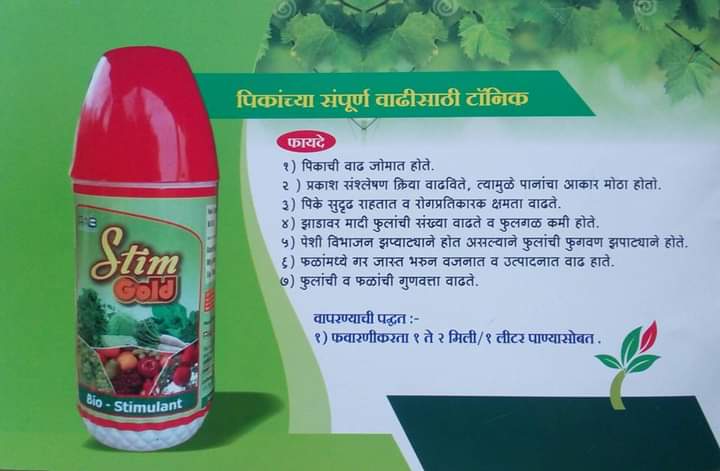 पिकांच्या संपूर्ण वाढीसाठी टॉनिक
फायदे
१) पिकाची वाढ जोमात होते.
२ ) प्रकाश संश्लेषण क्रिया वाढविते, त्यामुळे पानांचा आकार मोठा होतो.
३) पिके सुदृढ राहतात व रोगप्रतिकारक क्षमता वाढते.
४) झाडावर मादी फुलांची संख्या वाढते व फुलगळ कमी होते.
५) पेशी विभाजन झप्याट्याने होत असल्याने फुलांची फुगवण झपाट्याने होते.
६) फळांमध्ये गर जास्त भरुन वजनात व उत्पादनात वाढ हाते.
७) फुलांची व फळांची गुणवत्ता वाढते.
वापरण्याची पद्धत :-
१) फवारणीकरता १ ते २ मिली/१ लीटर पाण्यासोबत .
Stim
Gold
Bio - Stimulant